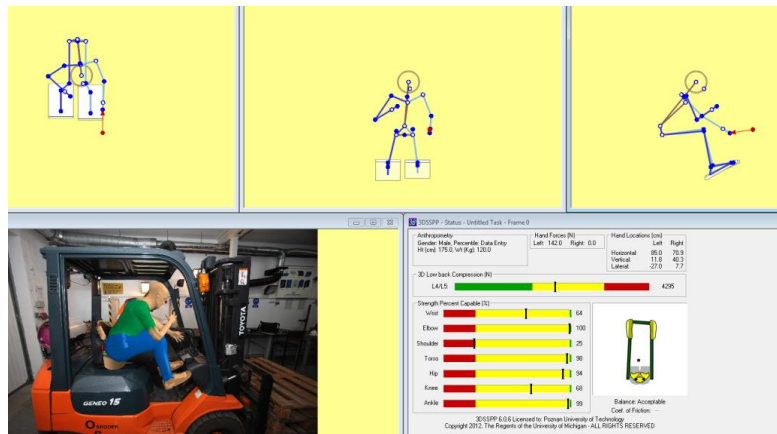 3DSSPP - Status - Untitled Task - Frame 0
Anthropometry
Gender: Male, Percentile: Data Entry
Ht (cm): 175.0, Wt (Kg): 120.0
Hand Forces (N)
Left: 142.0 Right: 0.0
Hand Locations (cm)
Left Right
Horizontal: 85.0 70.9
Vertical: 11.8 40.3
Lateral: -27.0 7.7
3D Low back Compression (N)
L4/L5: 4295
Strength Percent Capable (%)
Wrist 64
Elbow 100
Shoulder 25
Torso 98
Hip 94
Knee 68
Ankle 99
Balance: Acceptable
Coef. of Friction:
3DSSPP 6.0.6 Licensed to: Poznan University of Technology
Copyright 2012, The Regents of the University of Michigan - ALL RIGHTS RESERVED
TOYOTA
GENEO 15